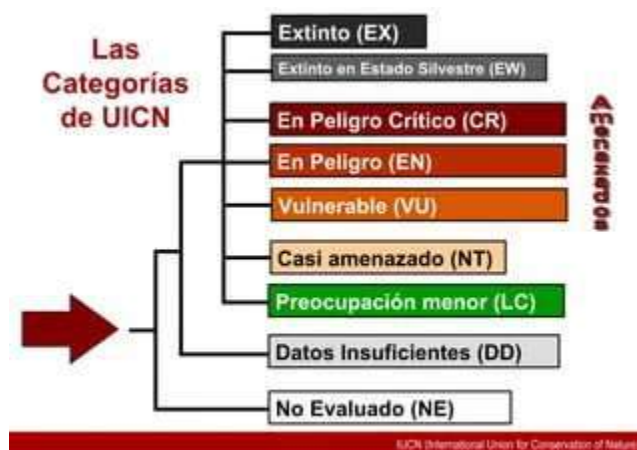 Las
Categorías
de UICN
Extinto (EX)
Extinto en Estado Silvestre (EW)
En Peligro Crítico (CR)
En Peligro (EN)
Vulnerable (VU)
Amenazados
Casi amenazado (NT)
Preocupación menor (LC)
Datos Insuficientes (DD)
No Evaluado (NE)
IUCN (International Union for Conservation of Nature